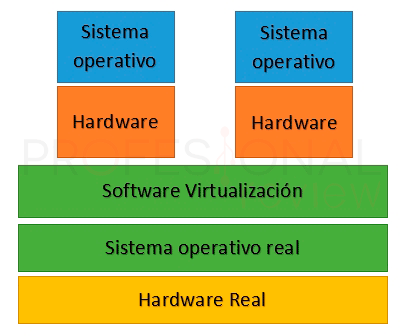 Sistema
operativo
Sistema
operativo
Hardware
Hardware
PROFESIONAL
review
Software Virtualización
Sistema operativo real
Hardware Real